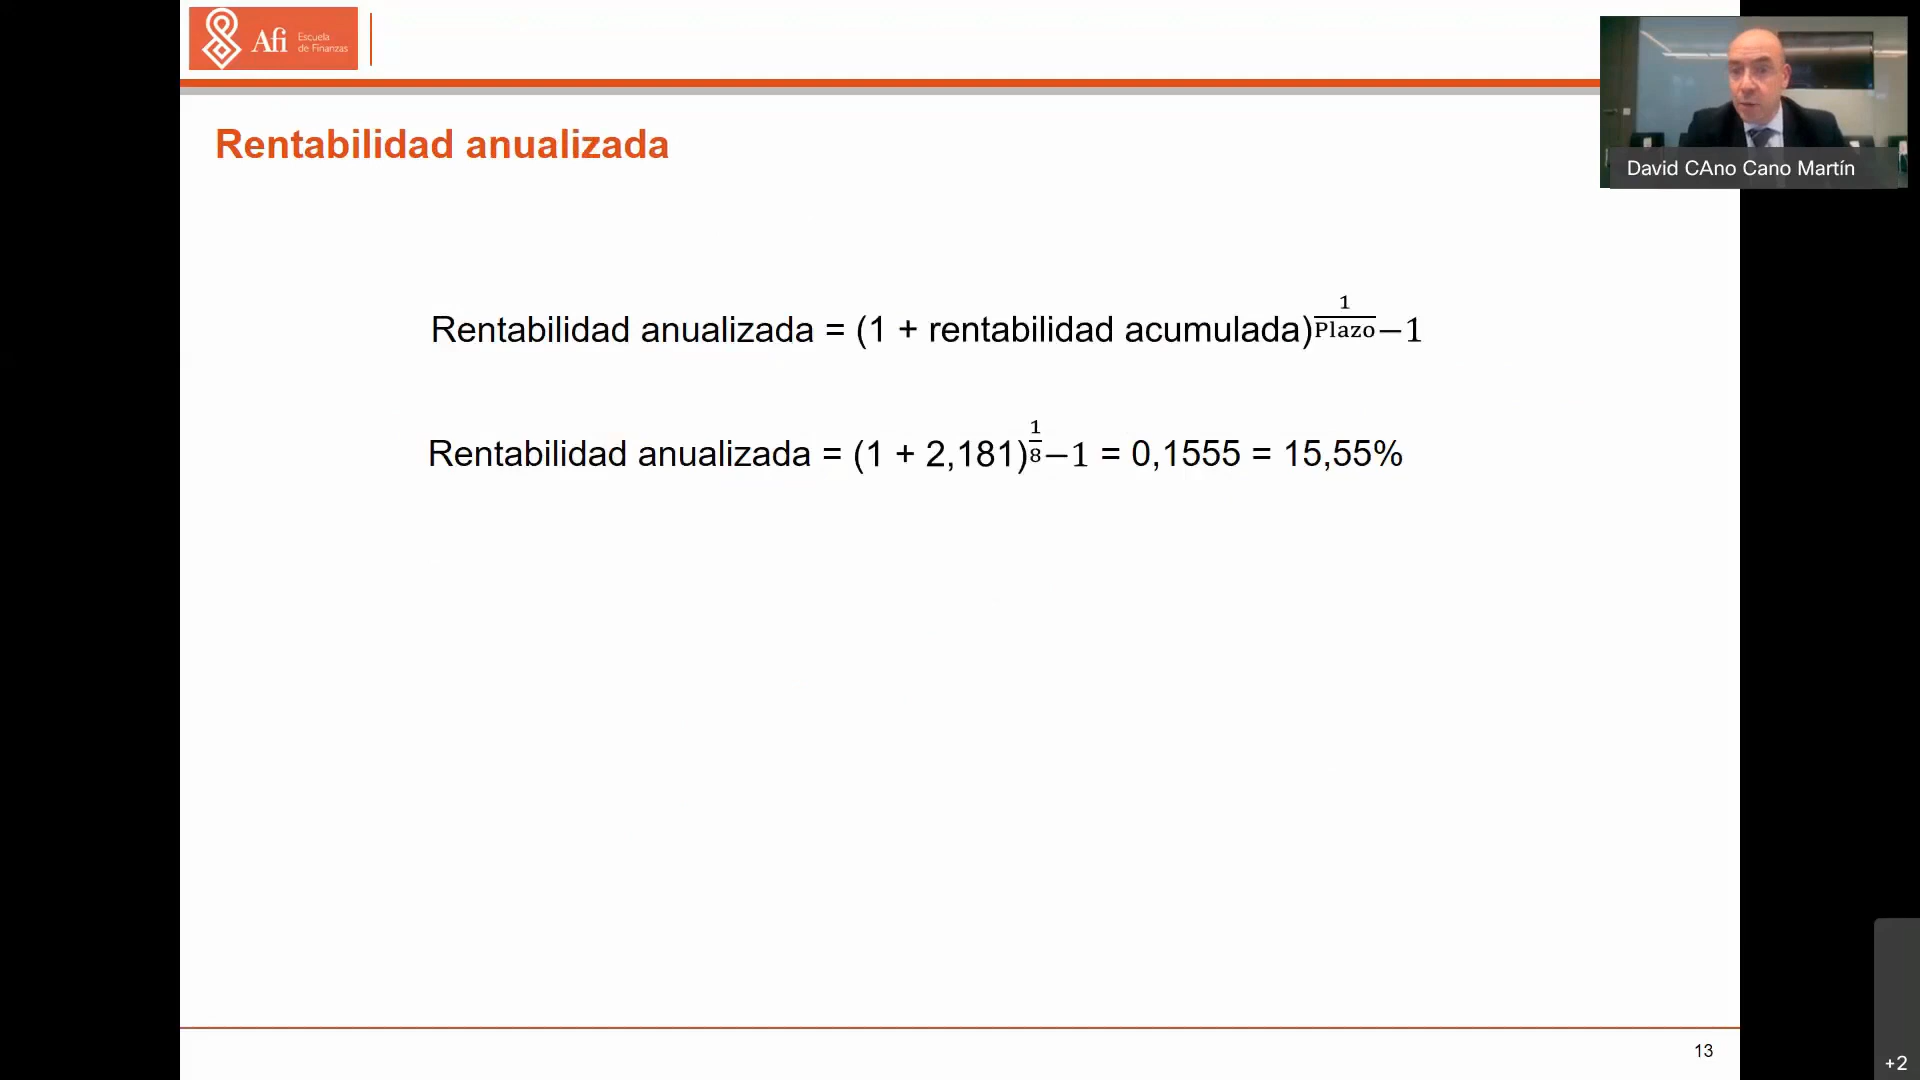 Afi Escuela
de Finanzas
David CAno Cano Martín
Rentabilidad anualizada
Rentabilidad anualizada = (1 + rentabilidad acumulada)^(1/Plazo) −1
Rentabilidad anualizada = (1 + 2,181)^(1/8) −1 = 0,1555 = 15,55%
13
+2